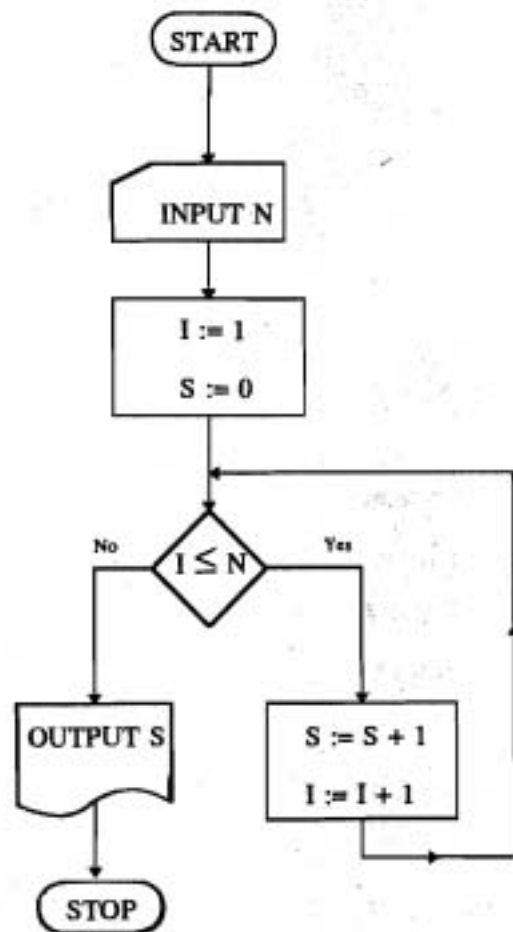 START
INPUT N
I := 1
S := 0
No
I ≤ N
Yes
OUTPUT S
S := S + 1
I := I + 1
STOP